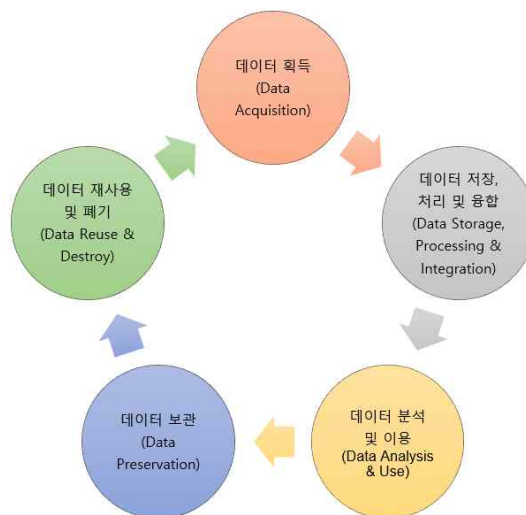 데이터 획득
(Data
Acquisition)
데이터 저장,
처리 및 융합
(Data Storage,
Processing &
Integration)
데이터 분석
및 이용
(Data Analysis
& Use)
데이터 보관
(Data
Preservation)
데이터 재사용
및 폐기
(Data Reuse &
Destroy)